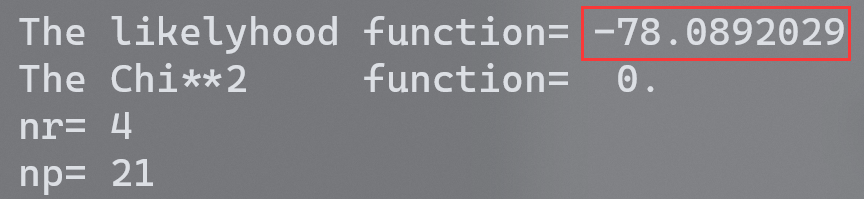 The likelyhood function= -78.0892029
The Chi**2 function= 0.
nr= 4
np= 21